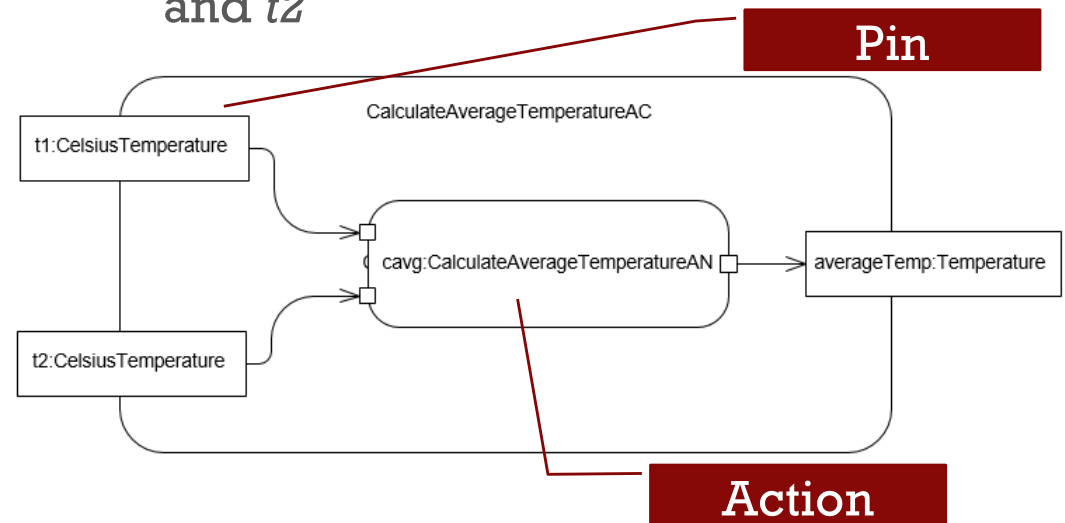 and t2
Pin
CalculateAverageTemperatureAC
t1:CelsiusTemperature
cavg:CalculateAverageTemperatureAN
averageTemp:Temperature
t2:CelsiusTemperature
Action